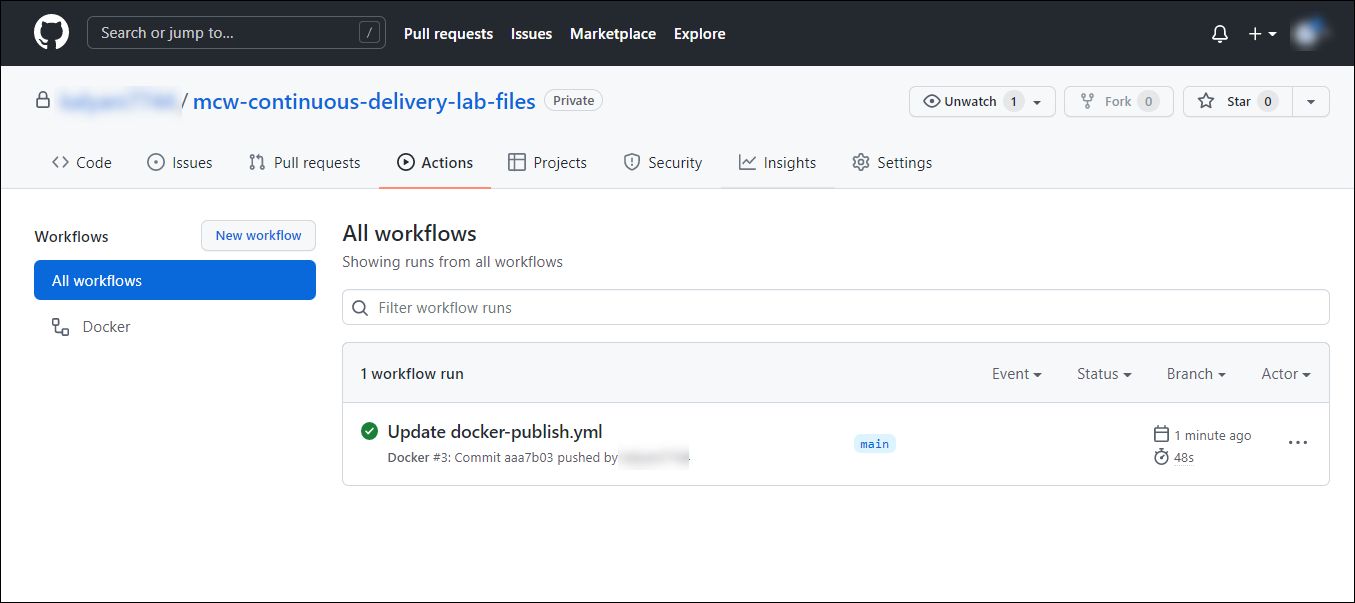 Search or jump to... / Pull requests Issues Marketplace Explore
/ mcw-continuous-delivery-lab-files Private Unwatch 1 Fork 0 Star 0
Code Issues Pull requests Actions Projects Security Insights Settings
Workflows New workflow
All workflows
Docker
All workflows
Showing runs from all workflows
Filter workflow runs
1 workflow run Event Status Branch Actor
Update docker-publish.yml
Docker #3: Commit aaa7b03 pushed by
main
1 minute ago
48s